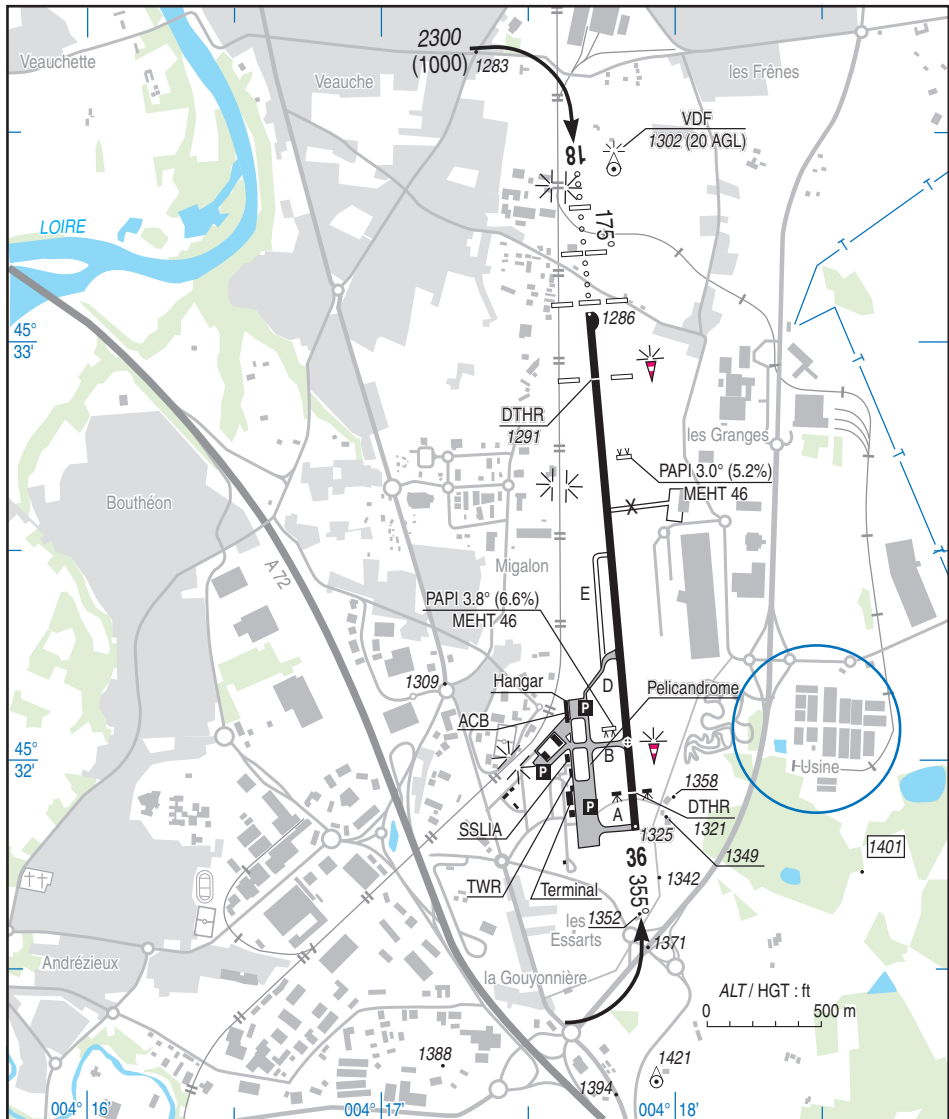 2300
(1000)
1283
Veauchette
Veauche
les Frênes
VDF
1302 (20 AGL)
18
175°
LOIRE
1286
45°
33'
DTHR
1291
les Granges
PAPI 3.0° (5.2%)
MEHT 46
X
Bouthéon
A 72
Migalon
E
PAPI 3.8° (6.6%)
MEHT 46
D
1309
Hangar
P
Pelicandrome
ACB
B
45°
32'
P
Usine
P
A
1358
DTHR
1321
SSLIA
1325
1349
36
1401
TWR
Terminal
355°
1342
1352
les
Essarts
1371
Andrézieux
la Gouyonnière
ALT / HGT : ft
0
500 m
1388
1421
1394
004° 16'
004° 17'
004° 18'
T
T
T
T
T